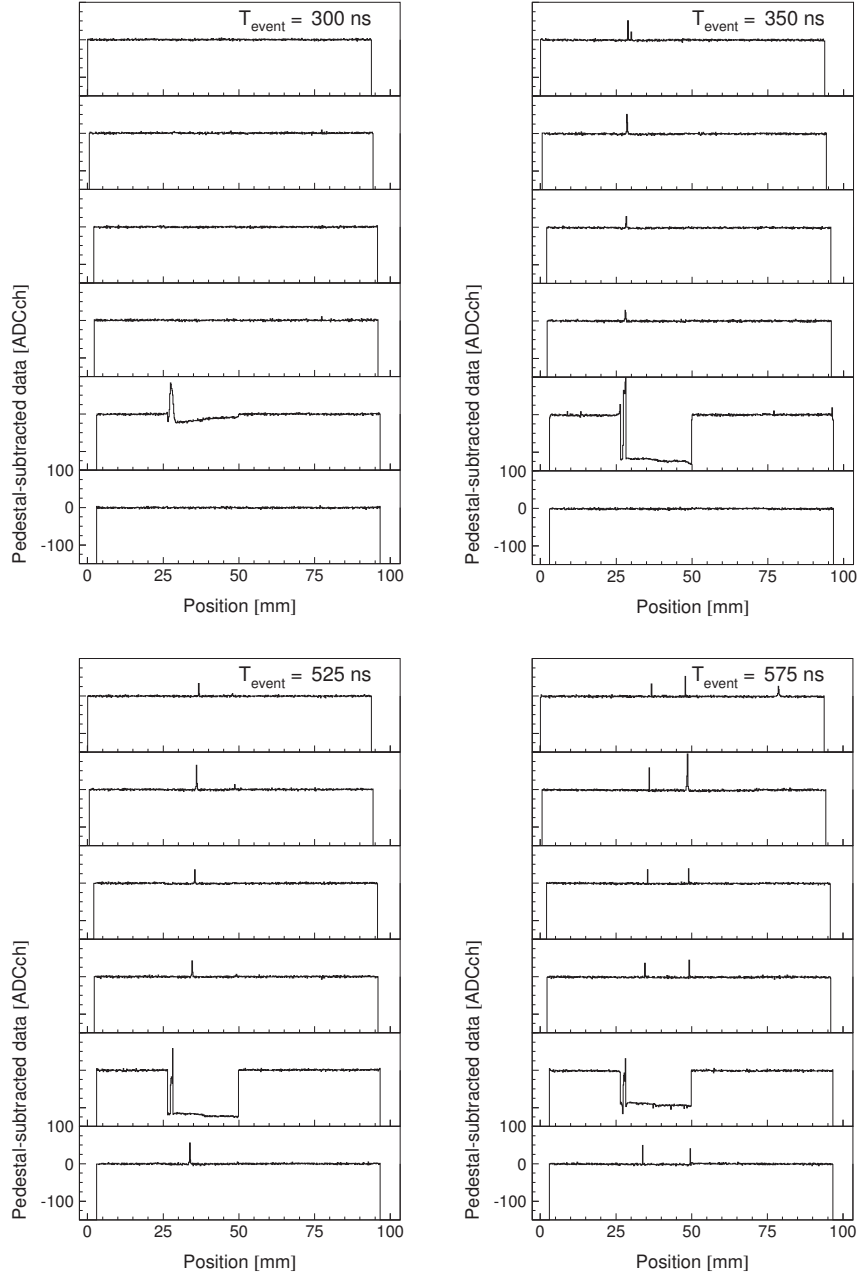 T_event = 300 ns
Pedestal-subtracted data [ADCch]
100
0
-100
0 25 50 75 100
Position [mm]
T_event = 350 ns
Pedestal-subtracted data [ADCch]
100
0
-100
0 25 50 75 100
Position [mm]
T_event = 525 ns
Pedestal-subtracted data [ADCch]
100
0
-100
0 25 50 75 100
Position [mm]
T_event = 575 ns
Pedestal-subtracted data [ADCch]
100
0
-100
0 25 50 75 100
Position [mm]